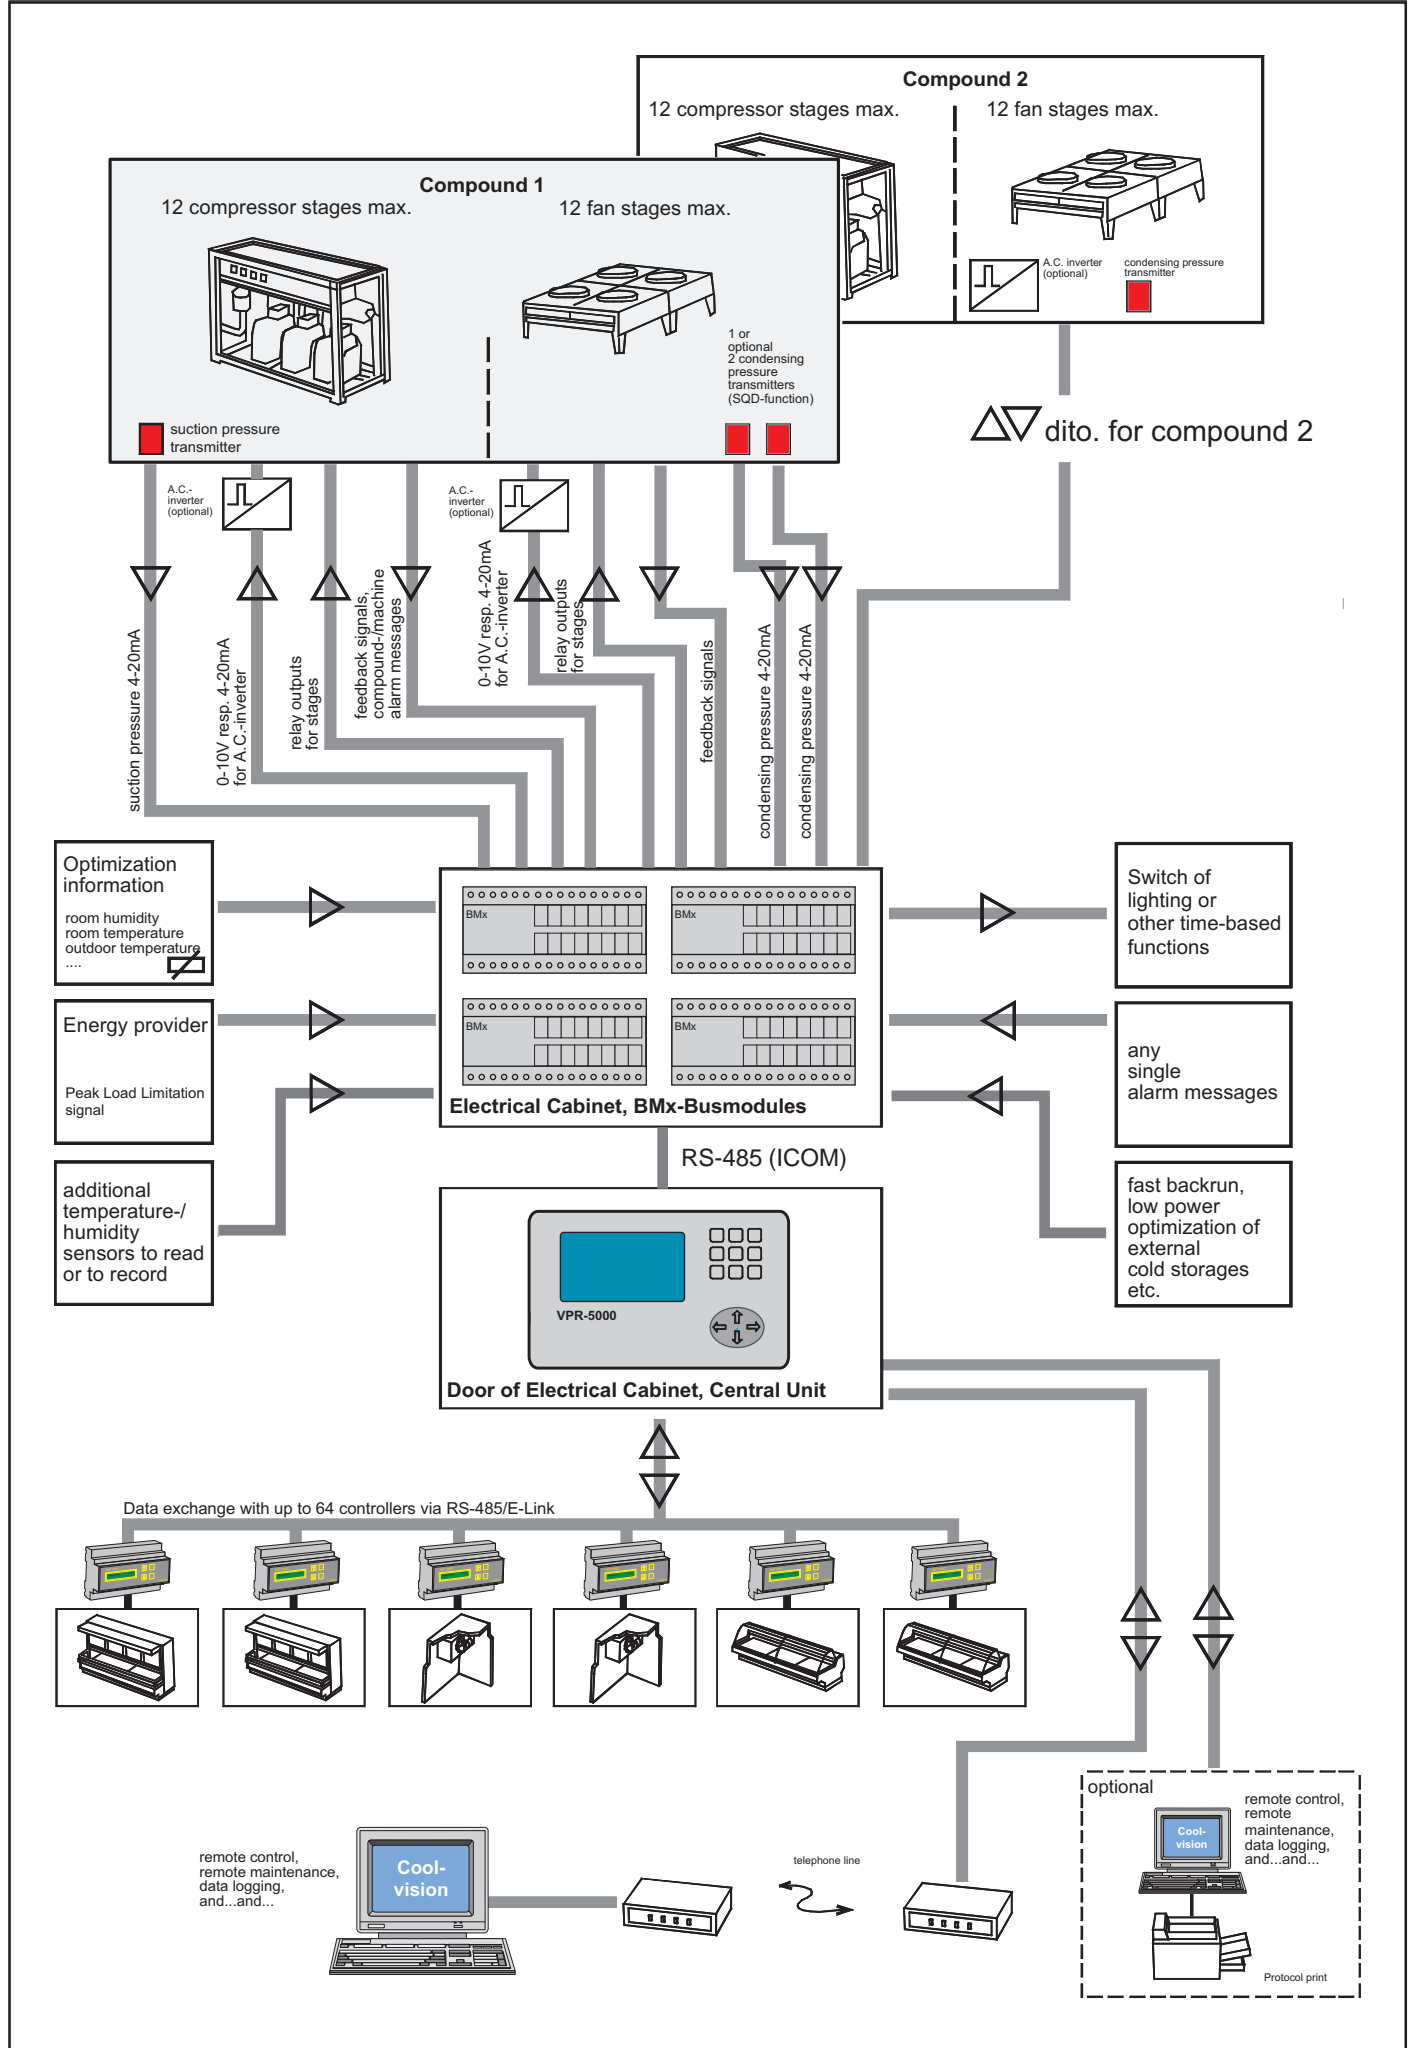 Compound 2
12 compressor stages max.
12 fan stages max.
A.C. inverter
(optional)
condensing pressure
transmitter
Compound 1
12 compressor stages max.
12 fan stages max.
1 or
optional
2 condensing
pressure
transmitters
(SQD-function)
suction pressure
transmitter
dito. for compound 2
A.C.-
inverter
(optional)
A.C.-
inverter
(optional)
suction pressure 4-20mA
0-10V resp. 4-20mA
for A.C.-inverter
relay outputs
for stages
feedback signals,
compound-/machine
alarm messages
0-10V resp. 4-20mA
for A.C.-inverter
relay outputs
for stages
feedback signals
condensing pressure 4-20mA
condensing pressure 4-20mA
Optimization
information
room humidity
room temperature
outdoor temperature
....
Energy provider
Peak Load Limitation
signal
additional
temperature-/
humidity
sensors to read
or to record
BMx
BMx
BMx
BMx
Electrical Cabinet, BMx-Busmodules
Switch of
lighting or
other time-based
functions
any
single
alarm messages
fast backrun,
low power
optimization of
external
cold storages
etc.
RS-485 (ICOM)
VPR-5000
Door of Electrical Cabinet, Central Unit
Data exchange with up to 64 controllers via RS-485/E-Link
remote control,
remote maintenance,
data logging,
and...and...
Cool-
vision
telephone line
optional
Cool-
vision
remote control,
remote
maintenance,
data logging,
and...and...
Protocol print